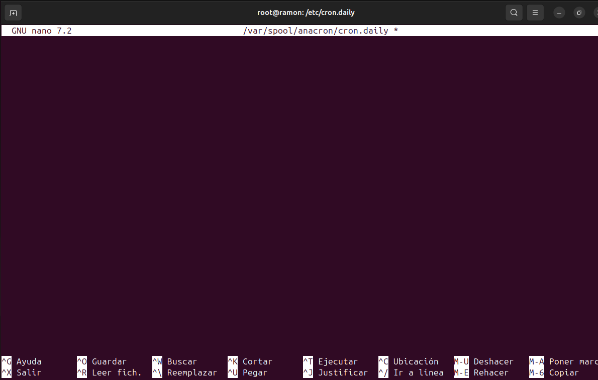 root@ramon: /etc/cron.daily
GNU nano 7.2 /var/spool/anacron/cron.daily *
^G Ayuda ^O Guardar ^W Buscar ^K Cortar ^T Ejecutar ^C Ubicación M-U Deshacer M-A Poner marc
^X Salir ^R Leer fich. ^\ Reemplazar ^U Pegar ^J Justificar ^/ Ir a línea M-E Rehacer M-6 Copiar